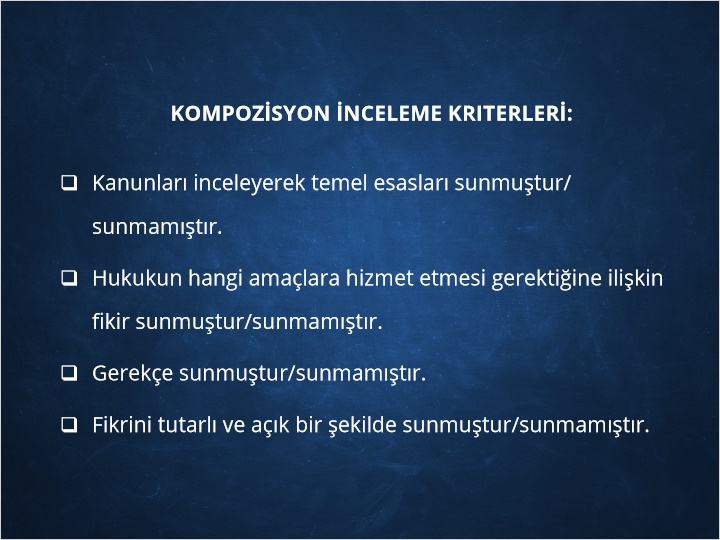 KOMPOZİSYON İNCELEME KRITERLERİ:
❑ Kanunları inceleyerek temel esasları sunmuştur/
sunmamıştır.
❑ Hukukun hangi amaçlara hizmet etmesi gerektiğine ilişkin
fikir sunmuştur/sunmamıştır.
❑ Gerekçe sunmuştur/sunmamıştır.
❑ Fikrini tutarlı ve açık bir şekilde sunmuştur/sunmamıştır.